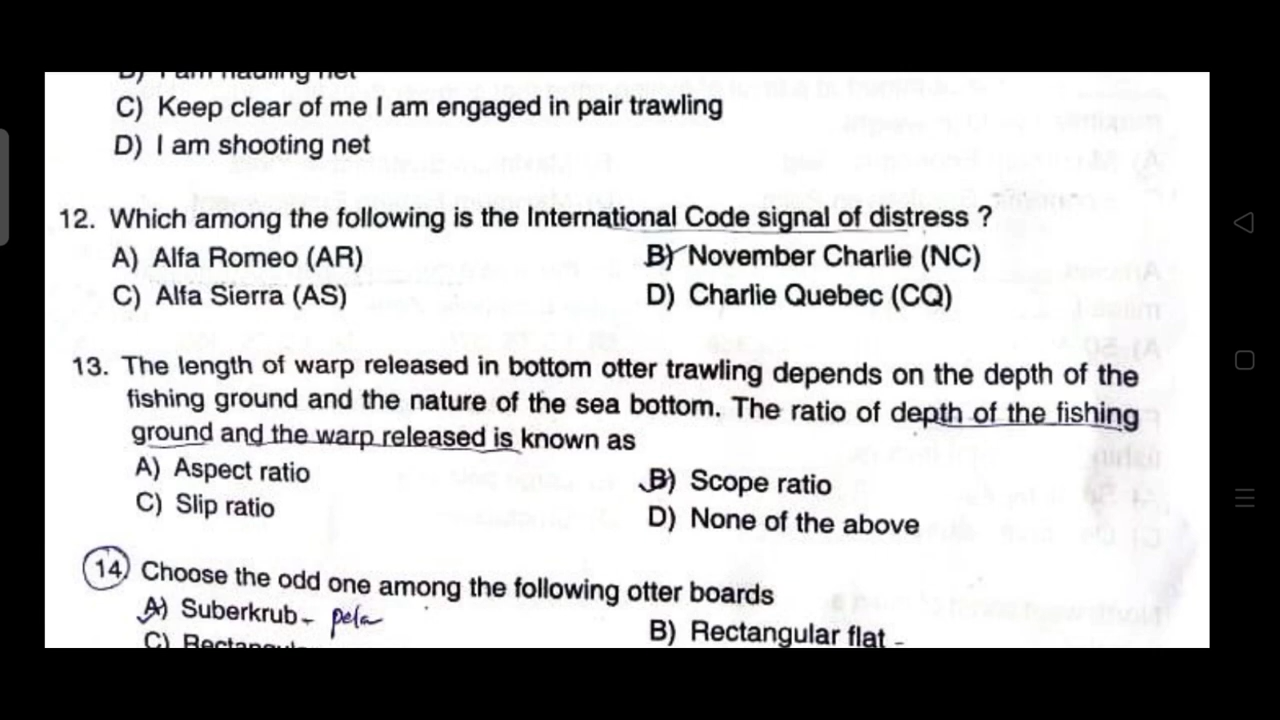 D) I am hauling net
C) Keep clear of me I am engaged in pair trawling
D) I am shooting net
12. Which among the following is the International Code signal of distress ?
A) Alfa Romeo (AR)
B) November Charlie (NC)
C) Alfa Sierra (AS)
D) Charlie Quebec (CQ)
13. The length of warp released in bottom otter trawling depends on the depth of the
fishing ground and the nature of the sea bottom. The ratio of depth of the fishing
ground and the warp released is known as
A) Aspect ratio
B) Scope ratio
C) Slip ratio
D) None of the above
14. Choose the odd one among the following otter boards
A) Suberkrub - pela
B) Rectangular flat -
C) Rectangular